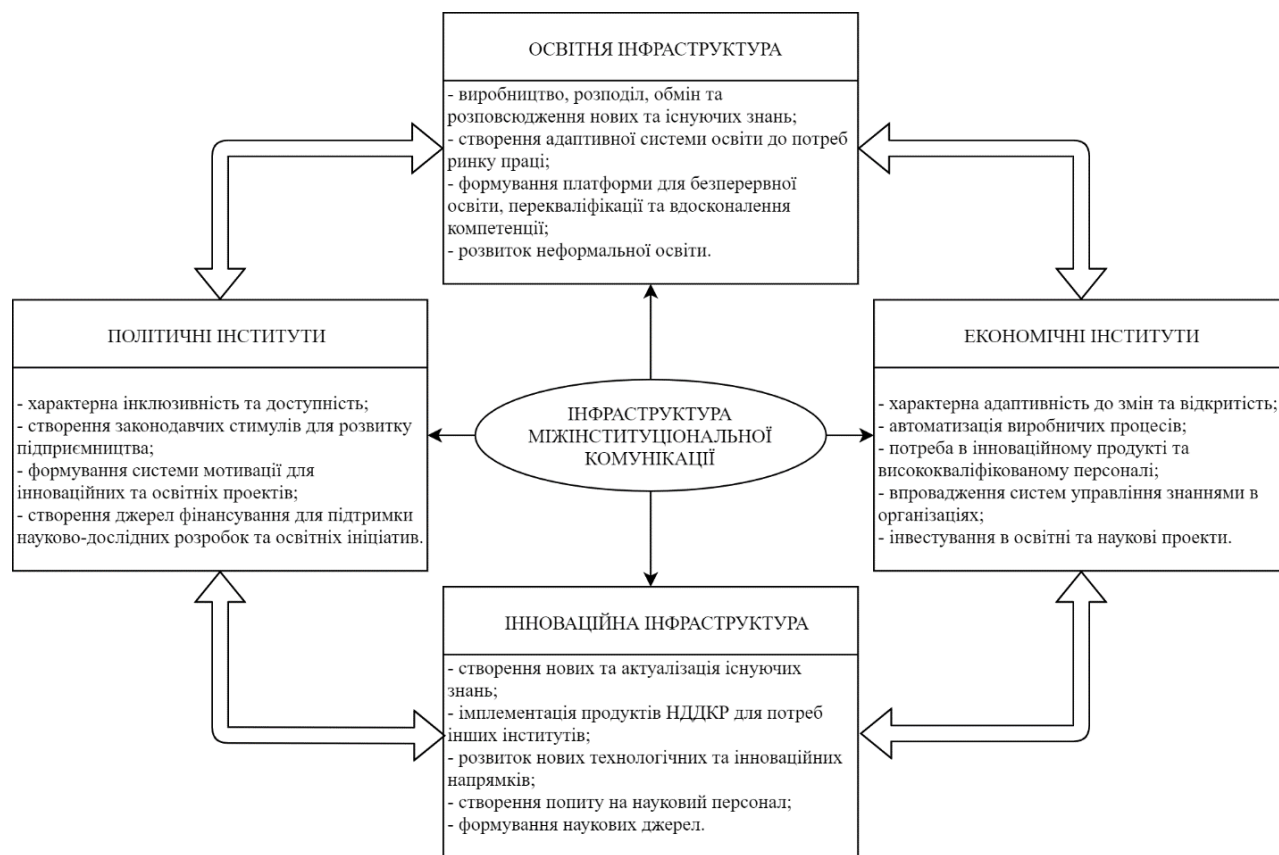 ОСВІТНЯ ІНФРАСТРУКТУРА
- виробництво, розподіл, обмін та
розповсюдження нових та існуючих знань;
- створення адаптивної системи освіти до потреб
ринку праці;
- формування платформи для безперервної
освіти, перекваліфікації та вдосконалення
компетенції;
- розвиток неформальної освіти.
ПОЛІТИЧНІ ІНСТИТУТИ
- характерна інклюзивність та доступність;
- створення законодавчих стимулів для розвитку
підприємництва;
- формування системи мотивації для
інноваційних та освітніх проектів;
- створення джерел фінансування для підтримки
науково-дослідних розробок та освітніх ініціатив.
ІНФРАСТРУКТУРА
МІЖІНСТИТУЦІОНАЛЬНОЇ
КОМУНІКАЦІЇ
ЕКОНОМІЧНІ ІНСТИТУТИ
- характерна адаптивність до змін та відкритість;
- автоматизація виробничих процесів;
- потреба в інноваційному продукті та
висококваліфікованому персоналі;
- впровадження систем управління знаннями в
організаціях;
- інвестування в освітні та наукові проекти.
ІННОВАЦІЙНА ІНФРАСТРУКТУРА
- створення нових та актуалізація існуючих
знань;
- імплементація продуктів НДДКР для потреб
інших інститутів;
- розвиток нових технологічних та інноваційних
напрямків;
- створення попиту на науковий персонал;
- формування наукових джерел.